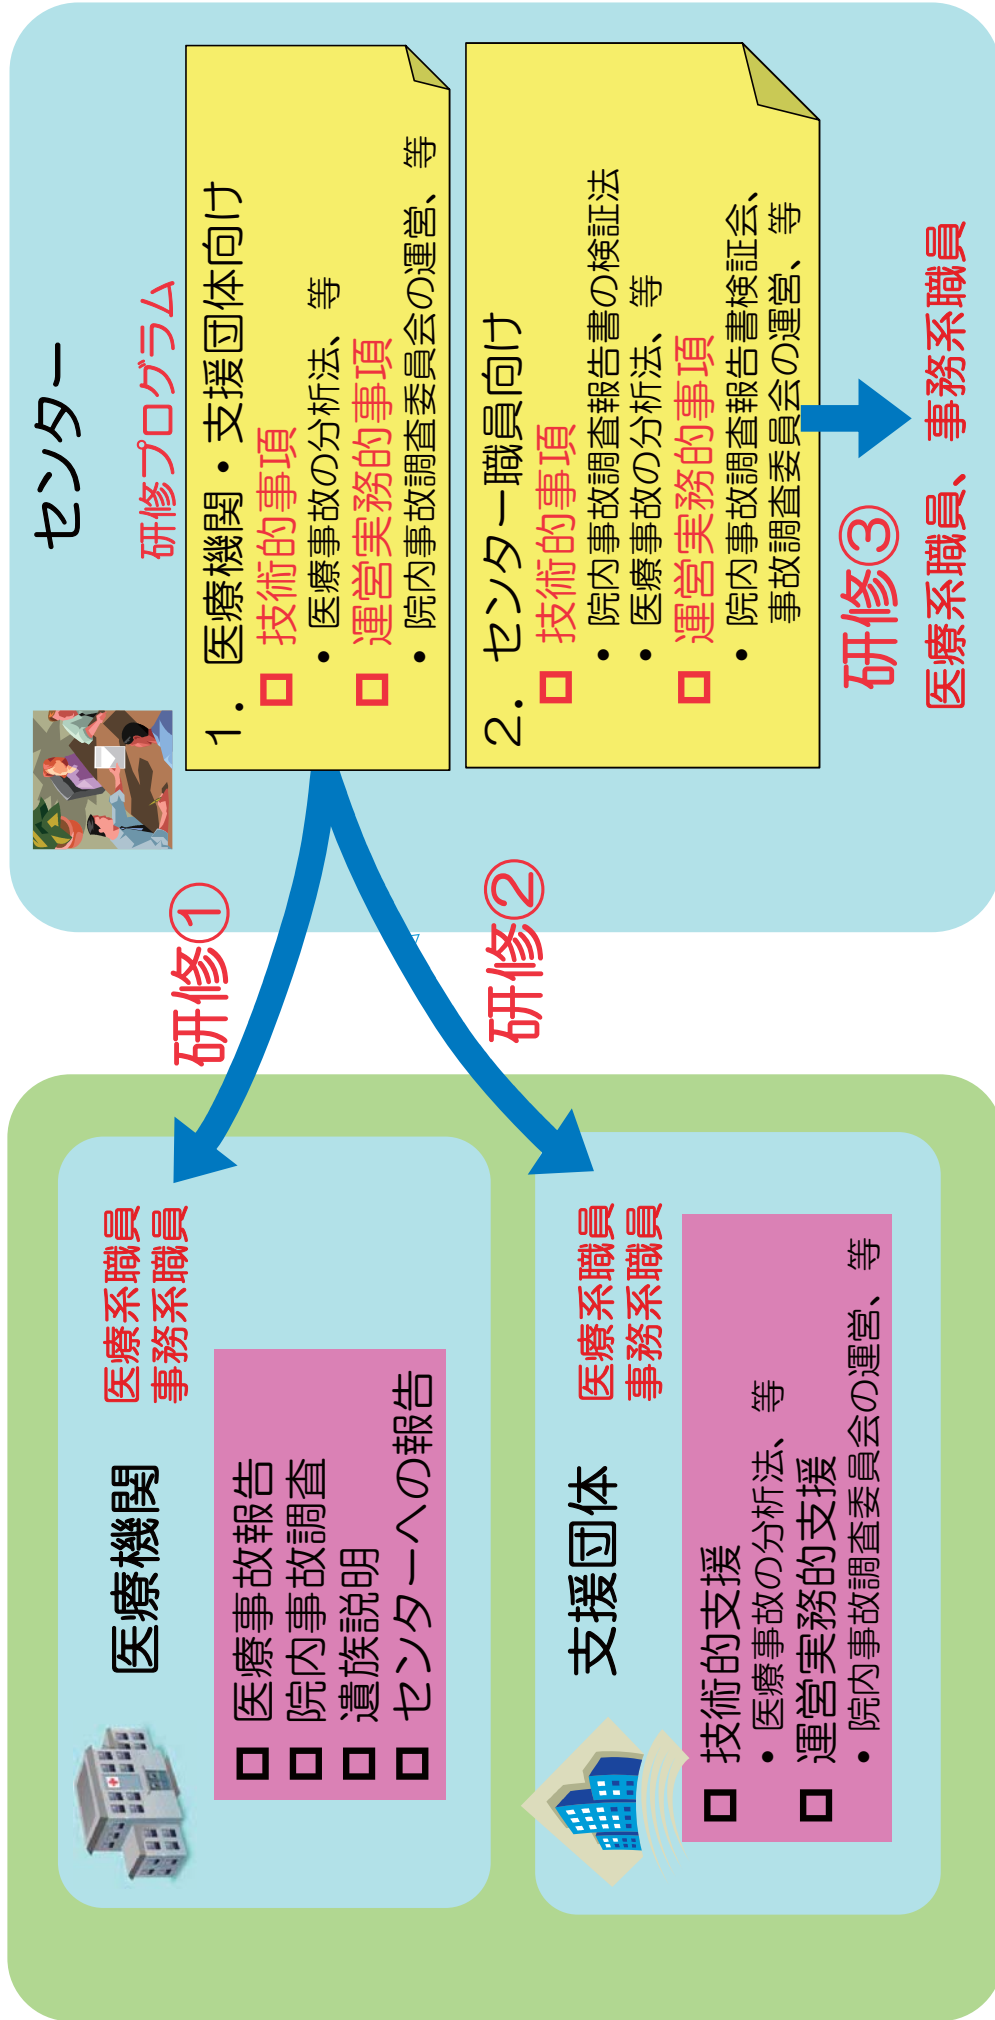 医療機関
医療系職員
事務系職員
医療事故報告
院内事故調査
遺族説明
センターへの報告
支援団体
医療系職員
事務系職員
技術的支援
・医療事故の分析法、等
運営実務的支援
・院内事故調査委員会の運営、等
研修①
研修②
センター
研修プログラム
1. 医療機関・支援団体向け
技術的事項
・医療事故の分析法、等
運営実務的事項
・院内事故調査委員会の運営、等
2. センター職員向け
技術的事項
・院内事故調査報告書の検証法
・医療事故の分析法、等
運営実務的事項
・院内事故調査報告書検証会、
事故調査委員会の運営、等
研修③
医療系職員、事務系職員